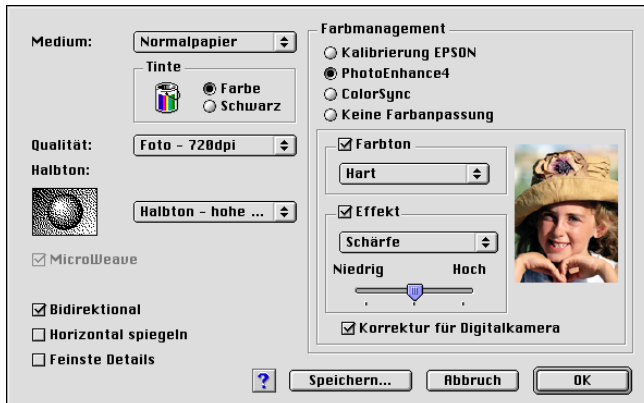 Medium:
Normalpapier
Tinte
Farbe
Schwarz
Qualität:
Foto - 720dpi
Halbton:
Halbton - hohe ...
MicroWeave
Bidirektional
Horizontal spiegeln
Feinste Details
Farbmanagement
Kalibrierung EPSON
PhotoEnhance4
ColorSync
Keine Farbanpassung
Farbton
Hart
Effekt
Schärfe
Niedrig Hoch
Korrektur für Digitalkamera
? Speichern... Abbruch OK